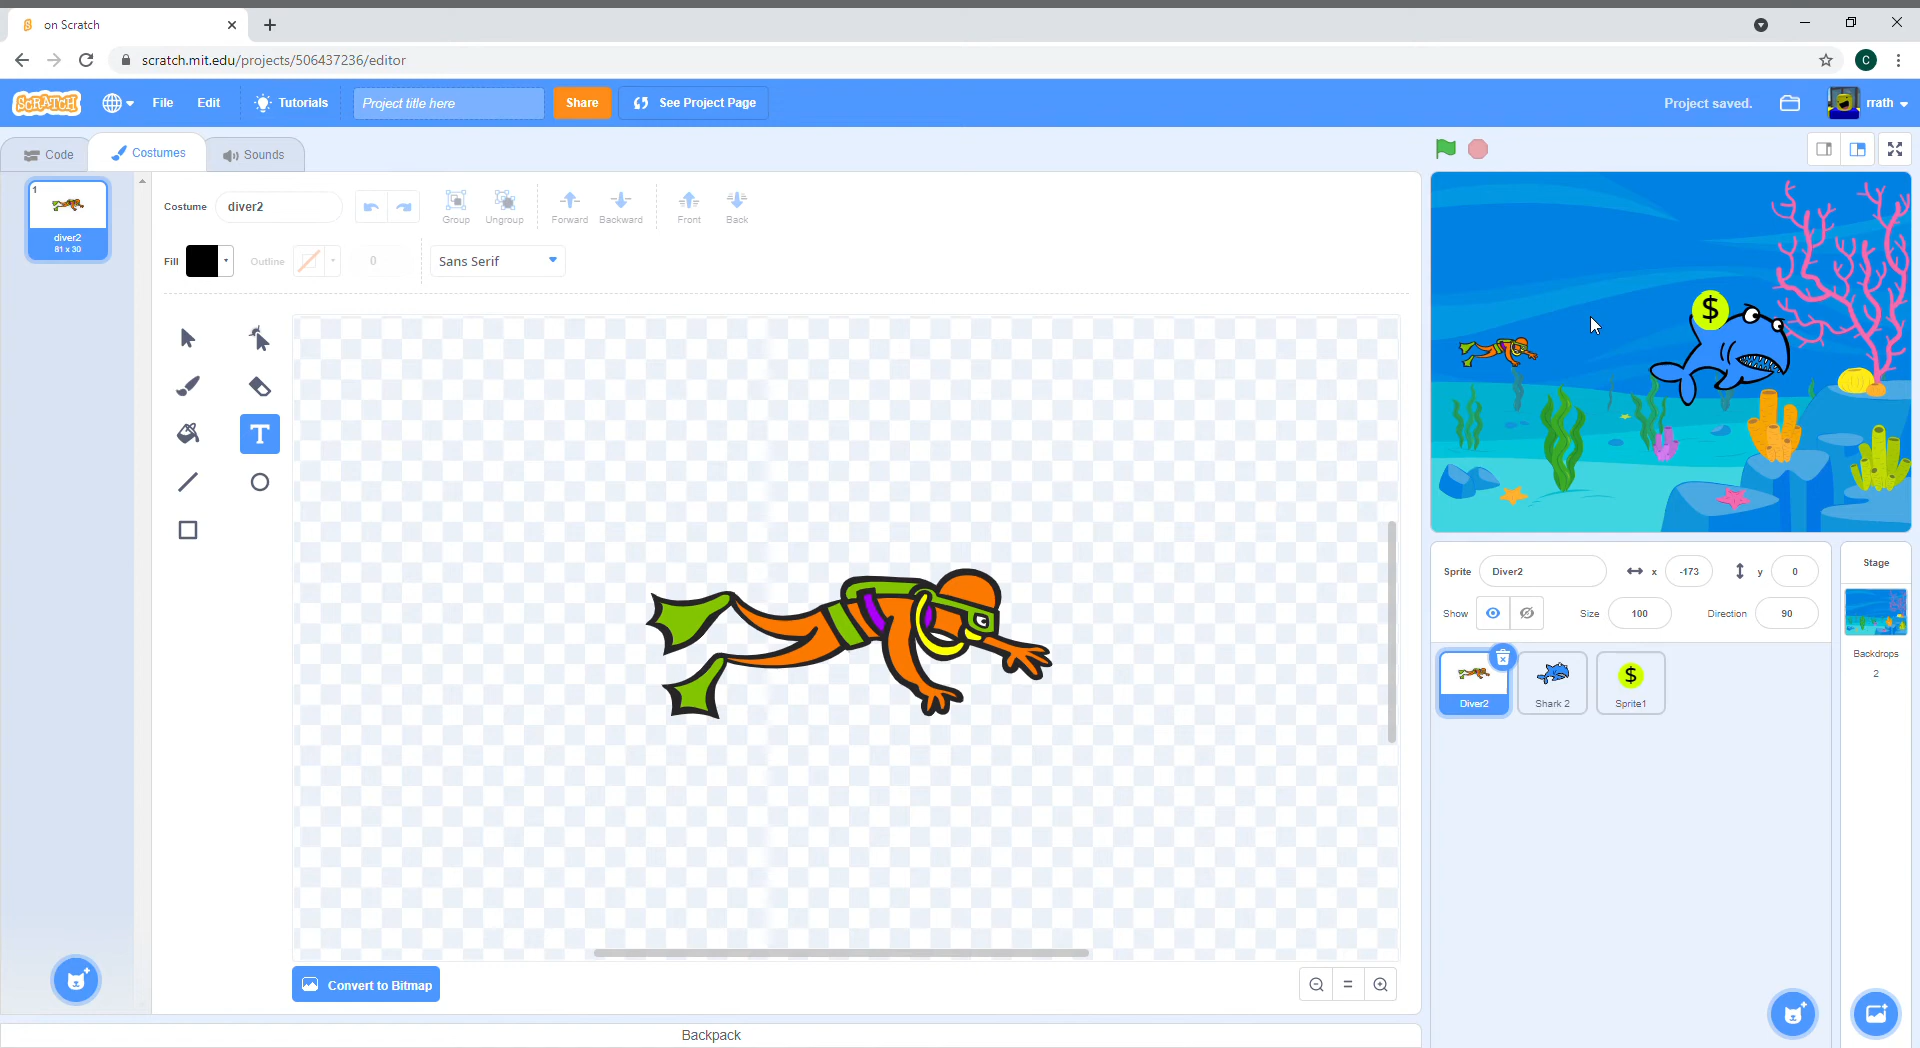 on Scratch
scratch.mit.edu/projects/506437236/editor
C
SCRATCH
File
Edit
Tutorials
Project title here
Share
See Project Page
Project saved.
rrath
Code
Costumes
Sounds
1
diver2
81 x 30
Costume
diver2
Group
Ungroup
Forward
Backward
Front
Back
Fill
Outline
0
Sans Serif
T
Convert to Bitmap
Backpack
$
Sprite
Diver2
x
-173
y
0
Show
Size
100
Direction
90
Diver2
Shark 2
$
Sprite1
Stage
Backdrops
2